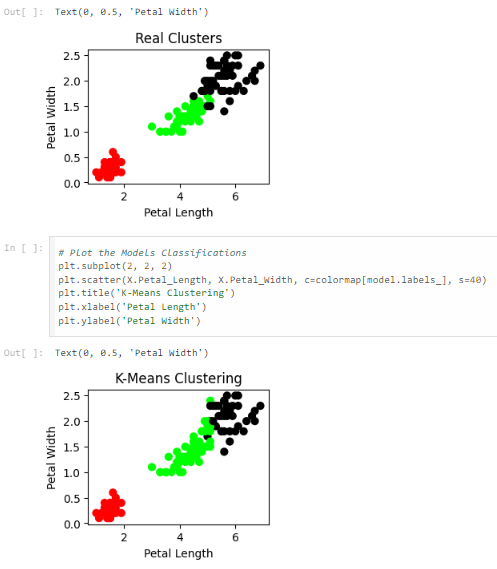 Out[ ]: Text(0, 0.5, 'Petal Width')
Real Clusters
2.5
2.0
1.5
1.0
0.5
0.0
Petal Width
2 4 6
Petal Length
In [ ]:
# Plot the Models Classifications
plt.subplot(2, 2, 2)
plt.scatter(X.Petal_Length, X.Petal_Width, c=colormap[model.labels_], s=40)
plt.title('K-Means Clustering')
plt.xlabel('Petal Length')
plt.ylabel('Petal Width')
Out[ ]: Text(0, 0.5, 'Petal Width')
K-Means Clustering
2.5
2.0
1.5
1.0
0.5
0.0
Petal Width
2 4 6
Petal Length